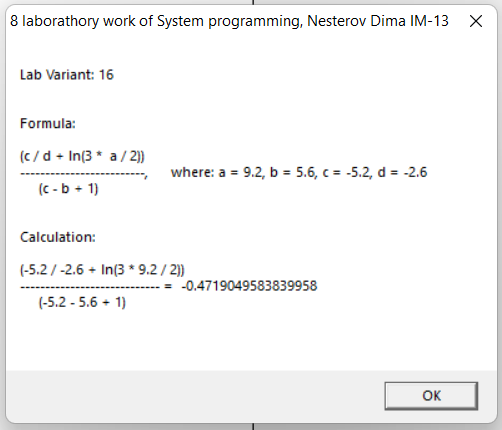 8 laborathory work of System programming, Nesterov Dima IM-13
Lab Variant: 16
Formula:
(c / d + ln(3 *  a / 2))
--------------------------, where: a = 9.2, b = 5.6, c = -5.2, d = -2.6
(c - b + 1)
Calculation:
(-5.2 / -2.6 + ln(3 * 9.2 / 2))
----------------------------- = -0.4719049583839958
(-5.2 - 5.6 + 1)
OK